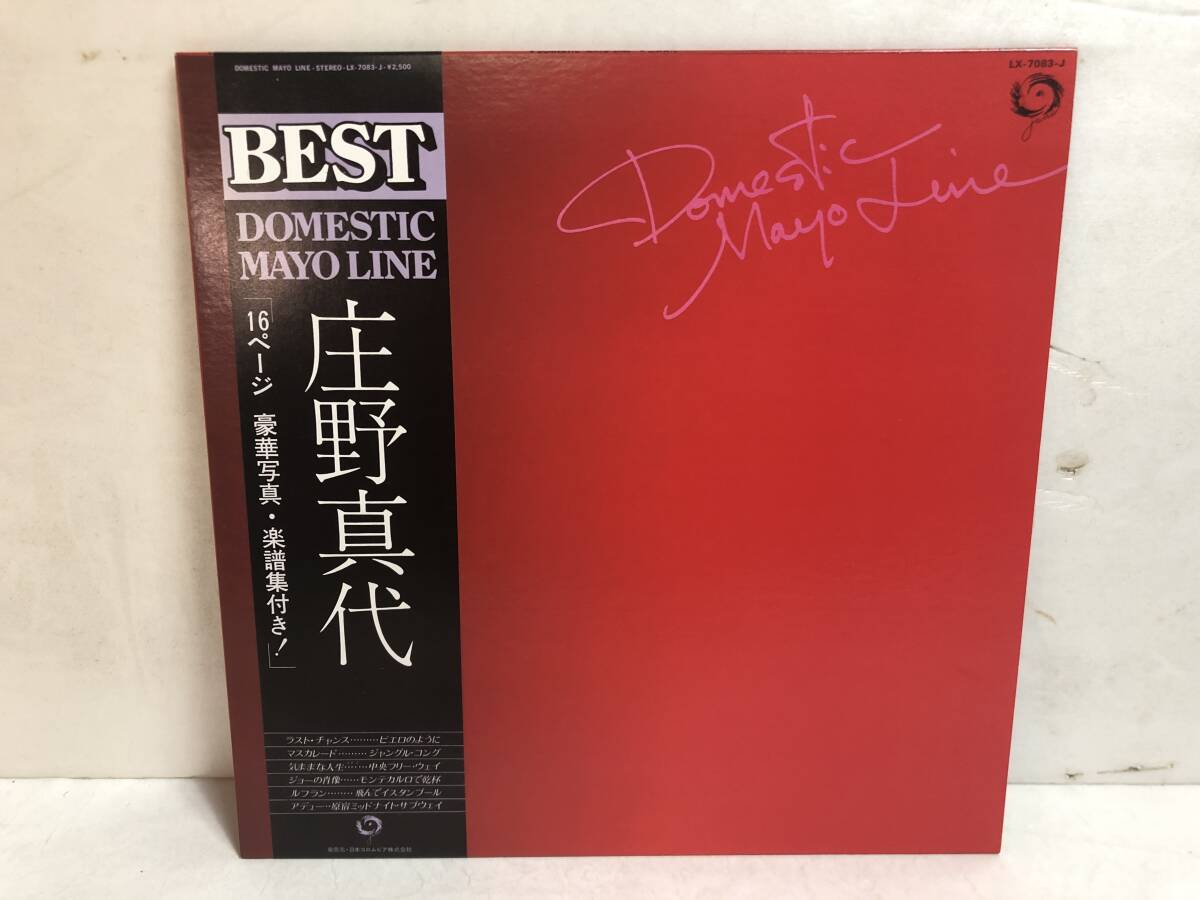 DOMESTIC MAYO LINE-STEREO-LX-7083-J-¥2,500
BEST
DOMESTIC
MAYO LINE
庄野真代
「16ページ 豪華写真・楽譜集付き！」
ラスト・チャンス………ピエロのように
マスカレード………ジャングル・コング
気ままな人生……‥中央フリー・ウェイ
ジョーの肖像……モンテカルロで乾杯
ルフラン………飛んでイスタンブール
アデュー…原宿ミッドナイト・サブウェイ
発売元・日本コロムビア株式会社
LX-7083-J
Domestic
Mayo Line